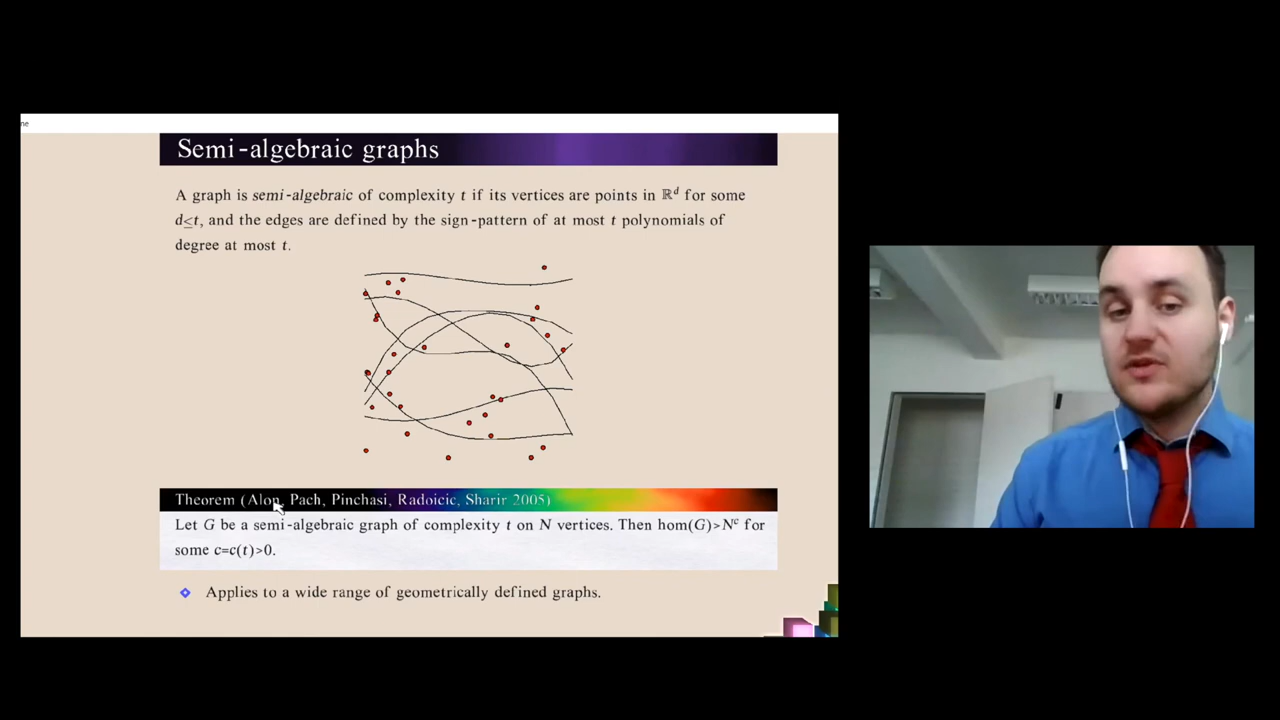 ne
Semi-algebraic graphs
A graph is semi-algebraic of complexity t if its vertices are points in ℝᵈ for some
d≤t, and the edges are defined by the sign-pattern of at most t polynomials of
degree at most t.
Theorem (Alon, Pach, Pinchasi, Radoicic, Sharir 2005)
Let G be a semi-algebraic graph of complexity t on N vertices. Then hom(G)>Nᶜ for
some c=c(t)>0.
Applies to a wide range of geometrically defined graphs.